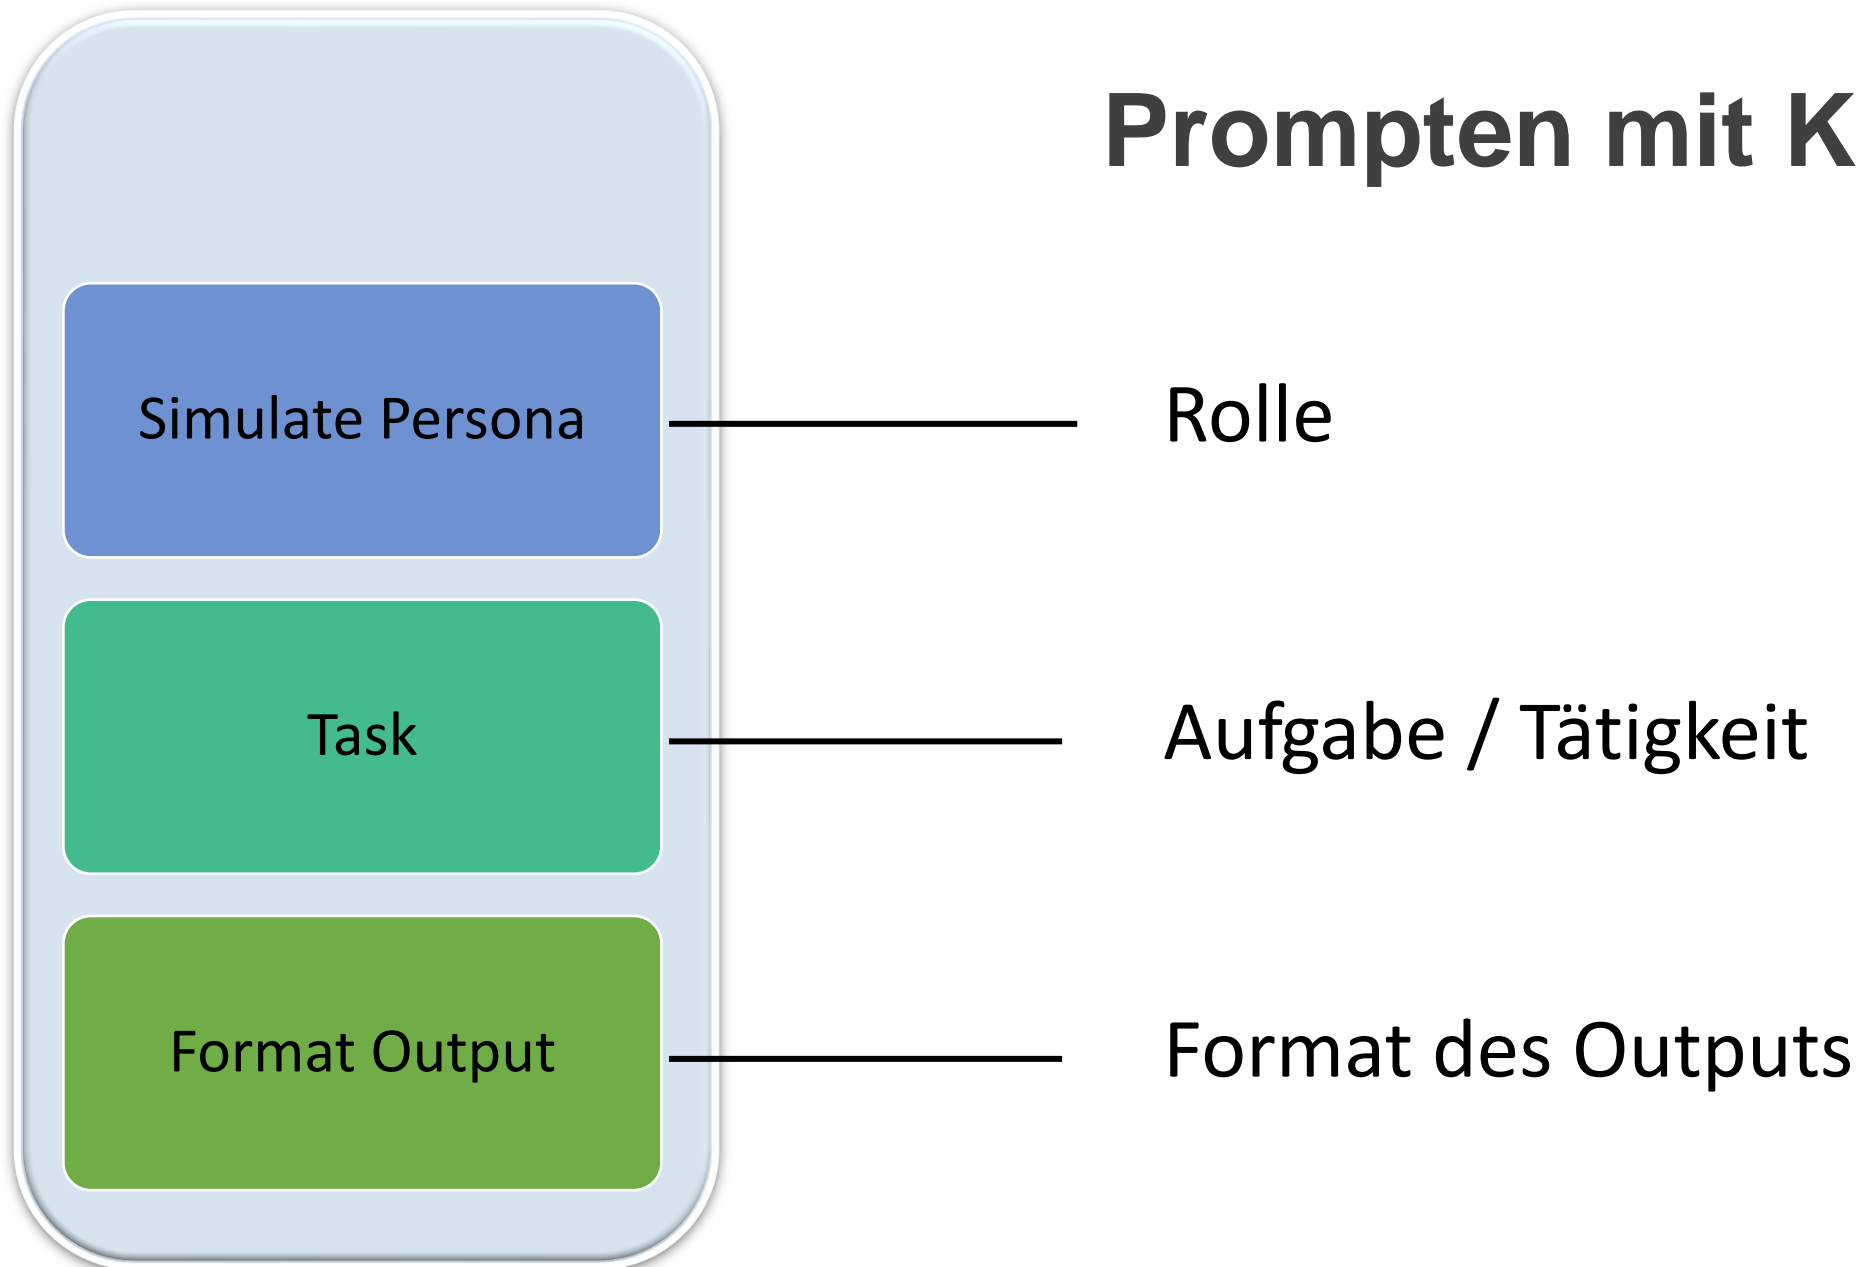 Prompten mit K
Simulate Persona
Rolle
Task
Aufgabe / Tätigkeit
Format Output
Format des Outputs